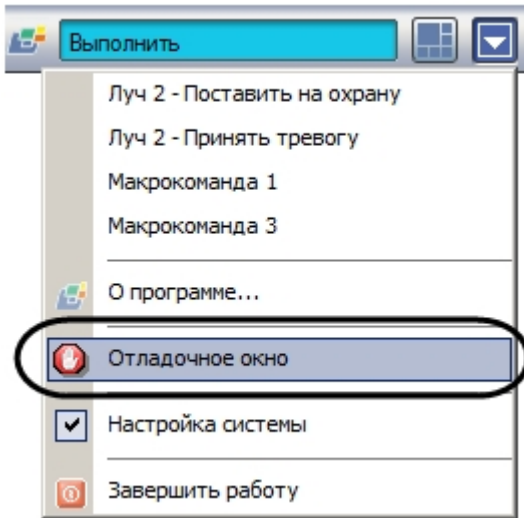 Выполнить
Луч 2 - Поставить на охрану
Луч 2 - Принять тревогу
Макрокоманда 1
Макрокоманда 3
О программе...
Отладочное окно
Настройка системы
Завершить работу